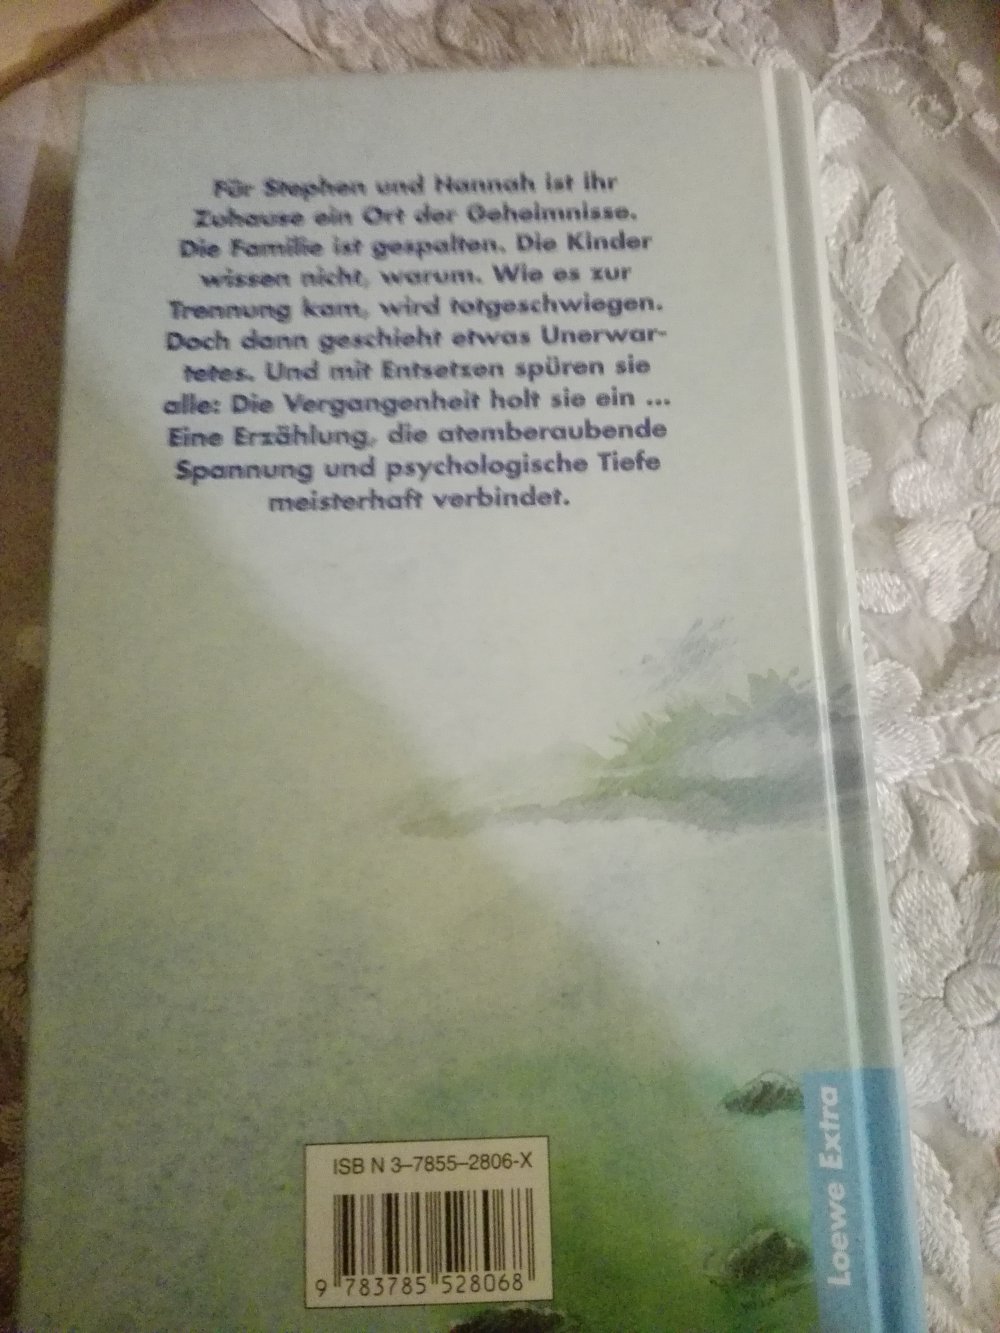 Für Stephen und Hannah ist ihr
Zuhause ein Ort der Geheimnisse.
Die Familie ist gespalten. Die Kinder
wissen nicht, warum. Wie es zur
Trennung kam, wird totgeschwiegen.
Doch dann geschieht etwas Unerwar-
tetes. Und mit Entsetzen spüren sie
alle: Die Vergangenheit holt sie ein ...
Eine Erzählung, die atemberaubende
Spannung und psychologische Tiefe
meisterhaft verbindet.
Loewe Extra
ISBN 3-7855-2806-X
9 783785 528068